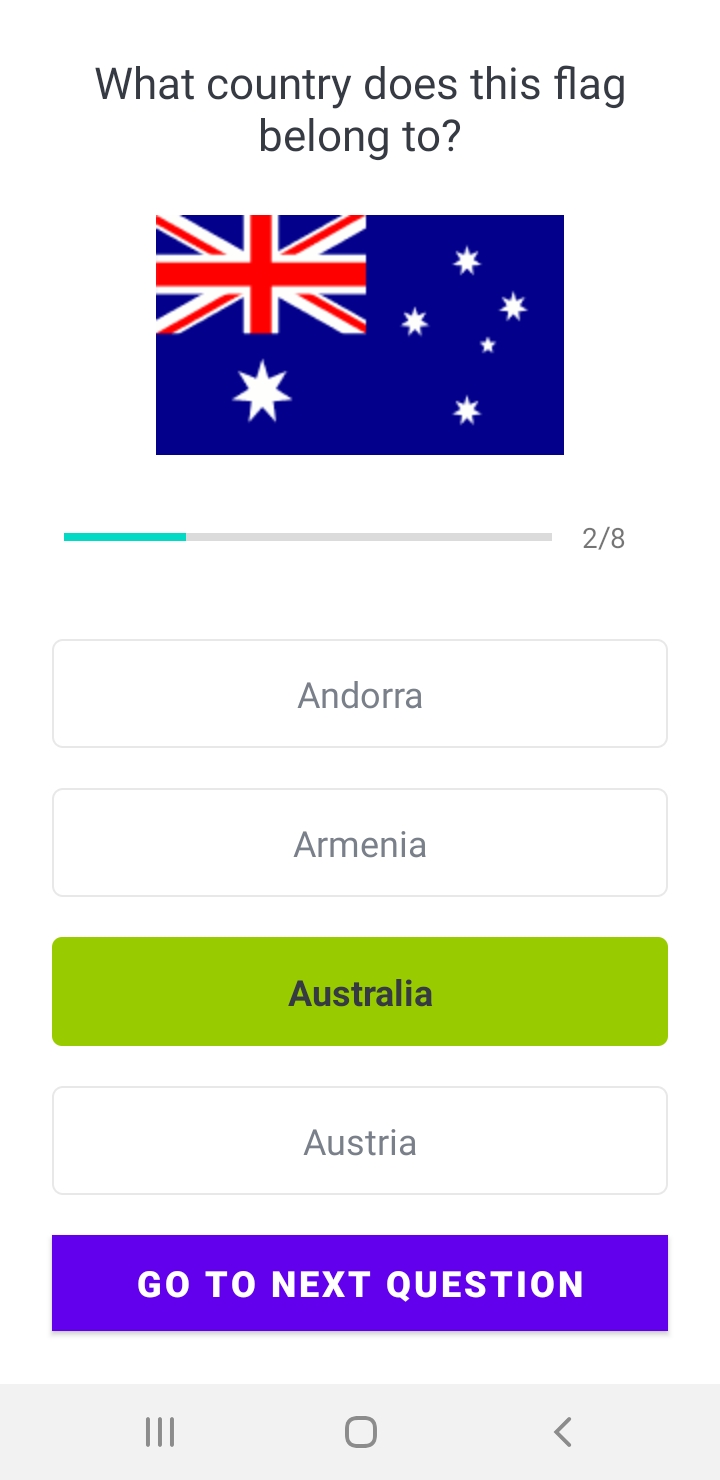 What country does this flag
belong to?
2/8
Andorra
Armenia
Australia
Austria
GO TO NEXT QUESTION